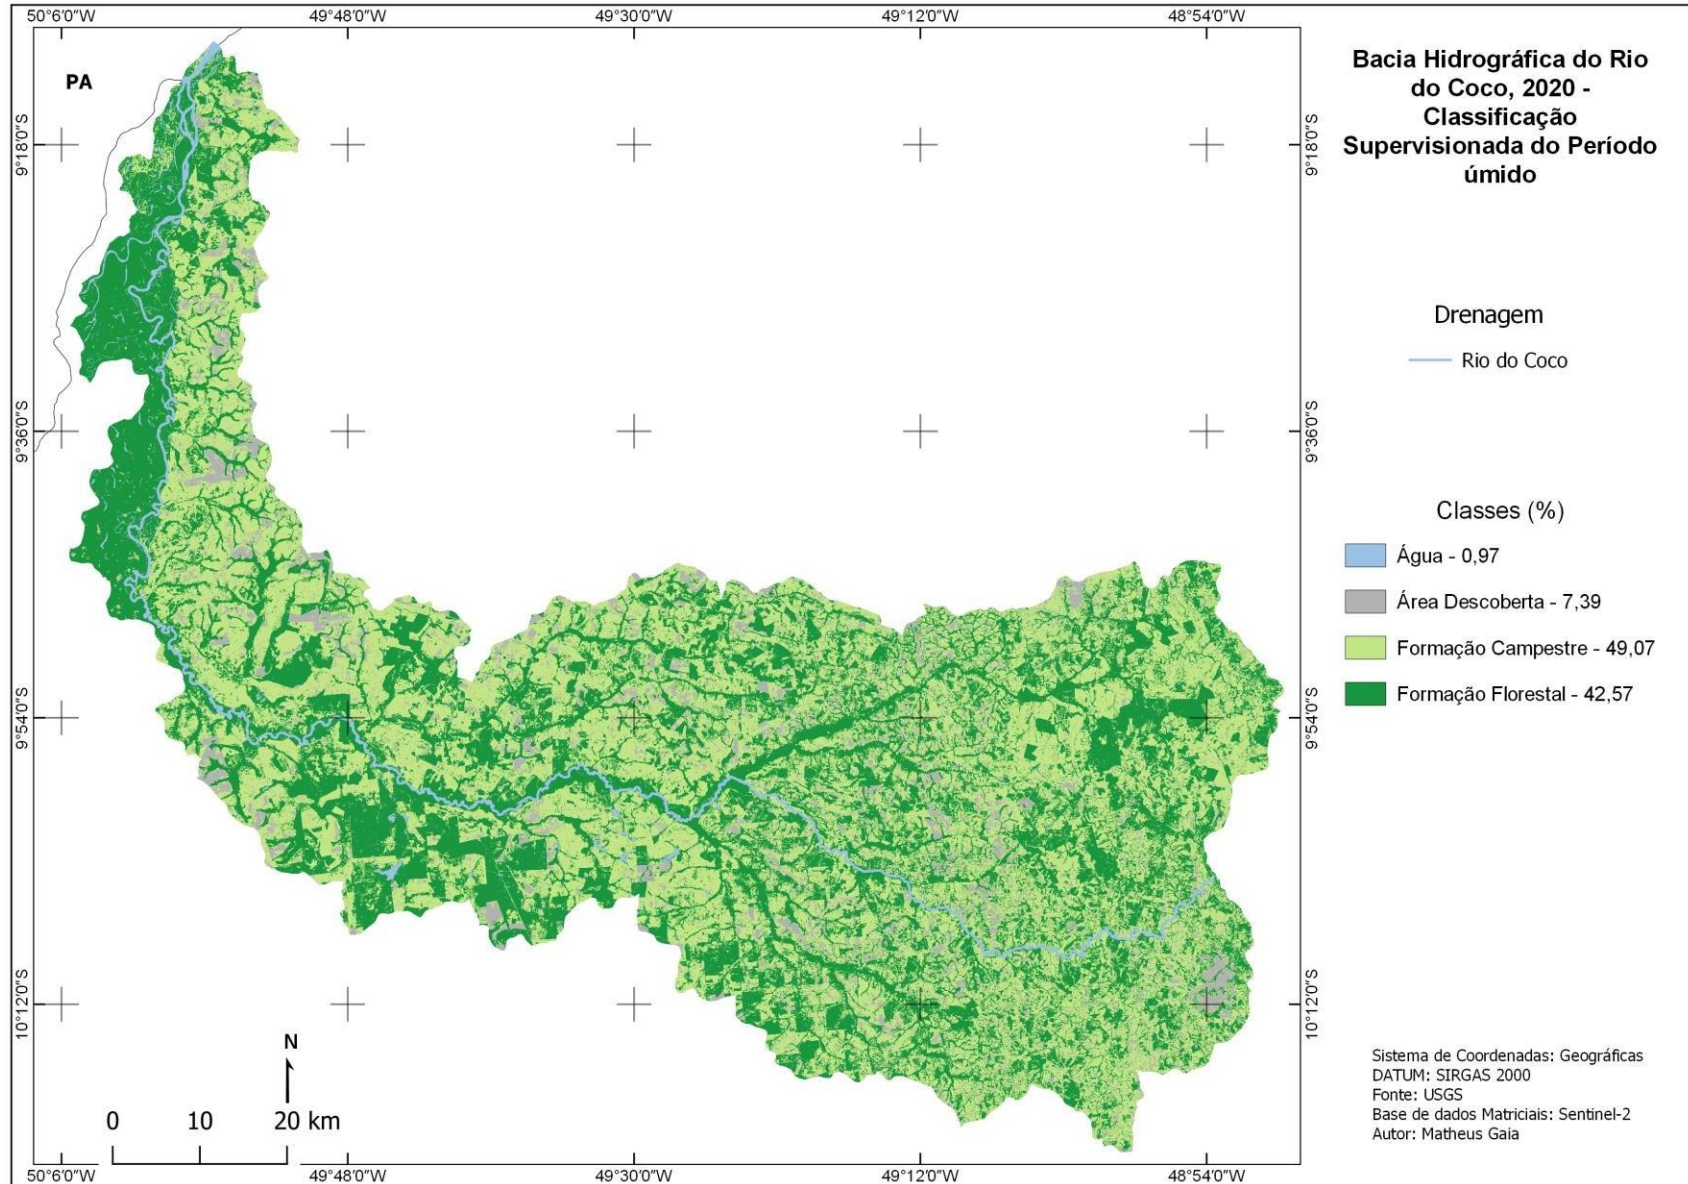 50°6'0"W
49°48'0"W
49°30'0"W
49°12'0"W
48°54'0"W
PA
Bacia Hidrográfica do Rio
do Coco, 2020 -
Classificação
Supervisionada do Período
úmido
9°18'0"S
9°18'0"S
Drenagem
Rio do Coco
9°36'0"S
9°36'0"S
Classes (%)
Água - 0,97
Área Descoberta - 7,39
Formação Campestre - 49,07
Formação Florestal - 42,57
9°54'0"S
9°54'0"S
10°12'0"S
10°12'0"S
N
0 10 20 km
Sistema de Coordenadas: Geográficas
DATUM: SIRGAS 2000
Fonte: USGS
Base de dados Matriciais: Sentinel-2
Autor: Matheus Gaia
50°6'0"W
49°48'0"W
49°30'0"W
49°12'0"W
48°54'0"W